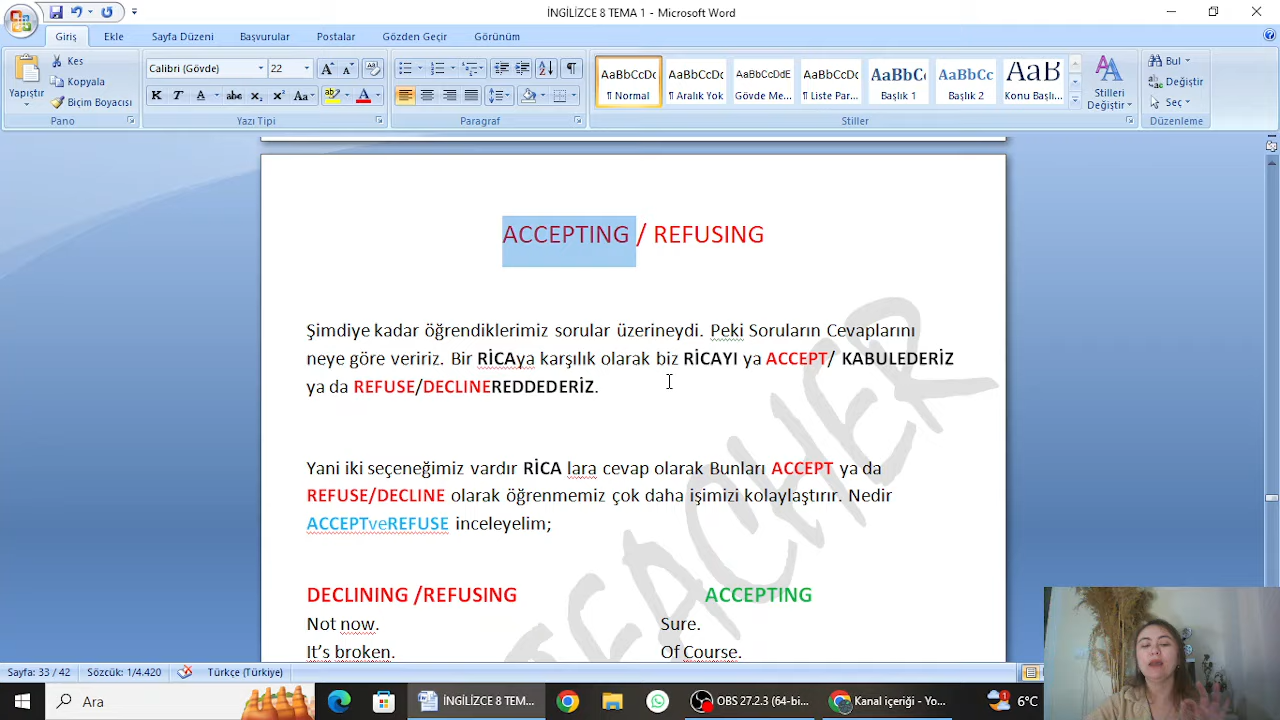 İNGİLİZCE 8 TEMA 1 - Microsoft Word
Giriş Ekle Sayfa Düzeni Başvurular Postalar Gözden Geçir Görünüm
Yapıştır
Kes
Kopyala
Biçim Boyacısı
Pano
Calibri (Gövde) 22
Yazı Tipi
Paragraf
AaBbCcDc AaBbCcDc AaBbCcDdE AaBbCcDc AaBbC AaBbCc AaB
¶ Normal ¶ Aralık Yok Gövde Me... ¶ Liste Par... Başlık 1 Başlık 2 Konu Başlı...
Stilleri
Değiştir
Stiller
Bul
Değiştir
Seç
Düzenleme
ACCEPTING / REFUSING
Şimdiye kadar öğrendiklerimiz sorular üzerineydi. Peki Soruların Cevaplarını
neye göre veririz. Bir RİCAya karşılık olarak biz RİCAYI ya ACCEPT/ KABULEDERİZ
ya da REFUSE/DECLINEREDDEDERİZ.
Yani iki seçeneğimiz vardır RİCA lara cevap olarak Bunları ACCEPT ya da
REFUSE/DECLINE olarak öğrenmemiz çok daha işimizi kolaylaştırır. Nedir
ACCEPTveREFUSE inceleyelim;
DECLINING /REFUSING ACCEPTING
Not now. Sure.
It's broken. Of Course.
TEACHER
Sayfa: 33 / 42 Sözcük: 1/4.420 Türkçe (Türkiye)
Ara
İNGİLİZCE 8 TEM... OBS 27.2.3 (64-bi... Kanal içeriği - Yo...
6°C